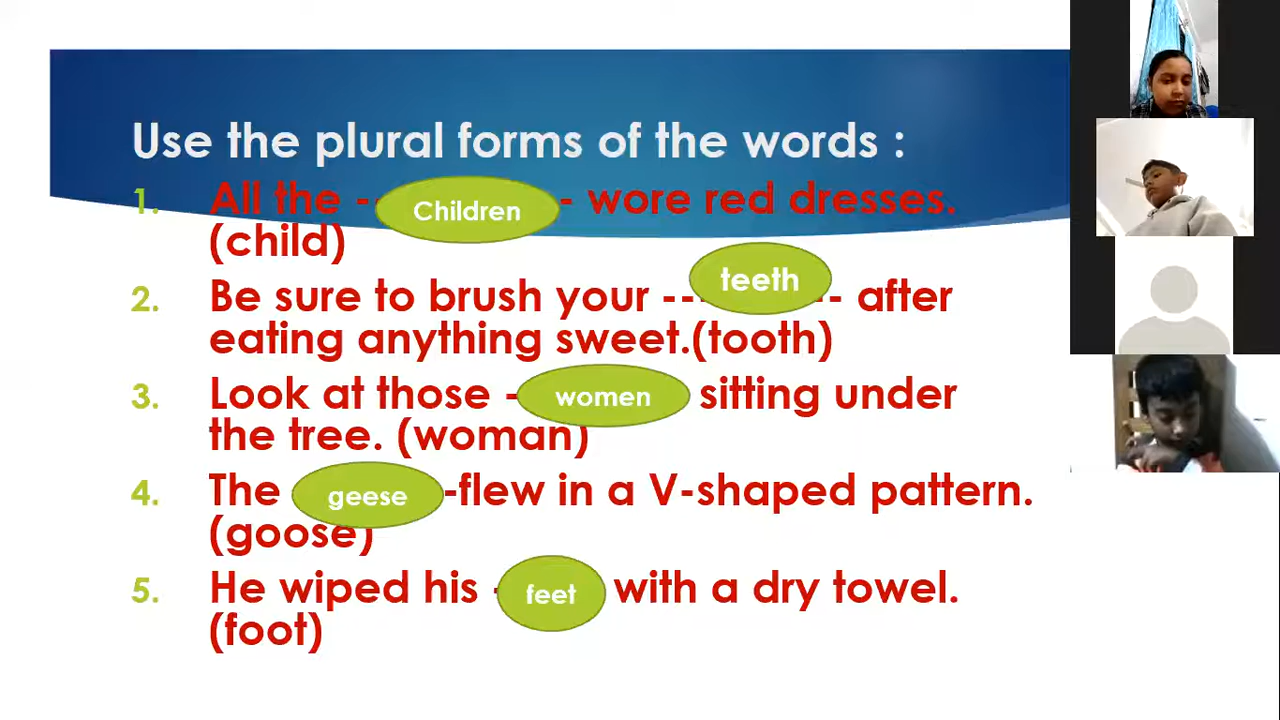 Use the plural forms of the words :
1. All the - Children - wore red dresses.
(child)
2. Be sure to brush your -- teeth - after
eating anything sweet.(tooth)
3. Look at those - women sitting under
the tree. (woman)
4. The geese -flew in a V-shaped pattern.
(goose)
5. He wiped his - feet with a dry towel.
(foot)